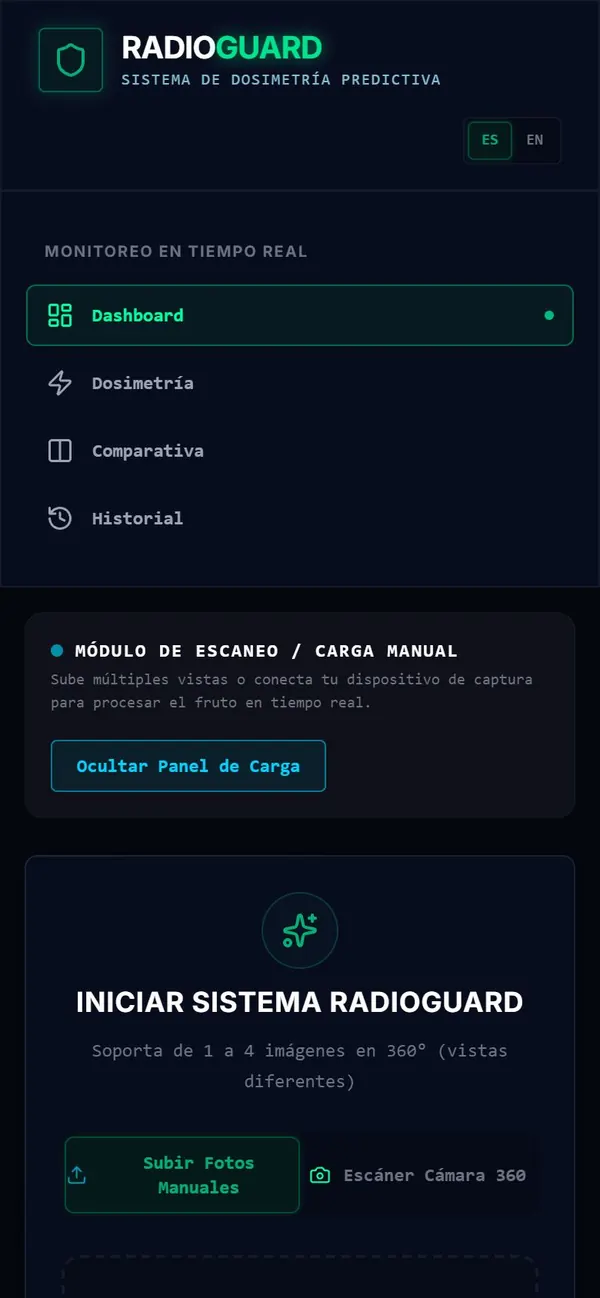 RADIOGUARD
SISTEMA DE DOSIMETRÍA PREDICTIVA
ES EN
MONITOREO EN TIEMPO REAL
Dashboard
Dosimetría
Comparativa
Historial
MÓDULO DE ESCANEO / CARGA MANUAL
Sube múltiples vistas o conecta tu dispositivo de captura
para procesar el fruto en tiempo real.
Ocultar Panel de Carga
INICIAR SISTEMA RADIOGUARD
Soporta de 1 a 4 imágenes en 360° (vistas
diferentes)
Subir Fotos
Manuales
Escáner Cámara 360